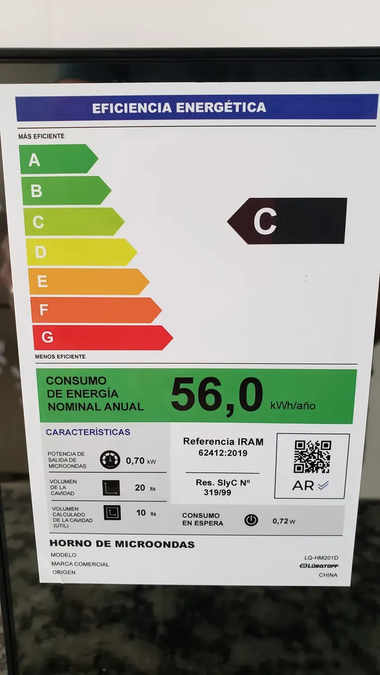 EFICIENCIA ENERGÉTICA
MÁS EFICIENTE
A
B
C
D
E
F
G
C
MENOS EFICIENTE
CONSUMO
DE ENERGÍA
NOMINAL ANUAL
56,0 kWh/año
CARACTERÍSTICAS
POTENCIA DE
SALIDA DE
MICROONDAS
0,70 kW
VOLUMEN
DE LA
CAVIDAD
20 lts
VOLUMEN
CALCULADO
DE LA CAVIDAD
(ÚTIL)
10 lts
Referencia IRAM
62412:2019
Res. SIyC Nº
319/99
AR
CONSUMO
EN ESPERA
0,72 W
HORNO DE MICROONDAS
MODELO LQ-HM201D
MARCA COMERCIAL LÜSQTOFF
ORIGEN CHINA